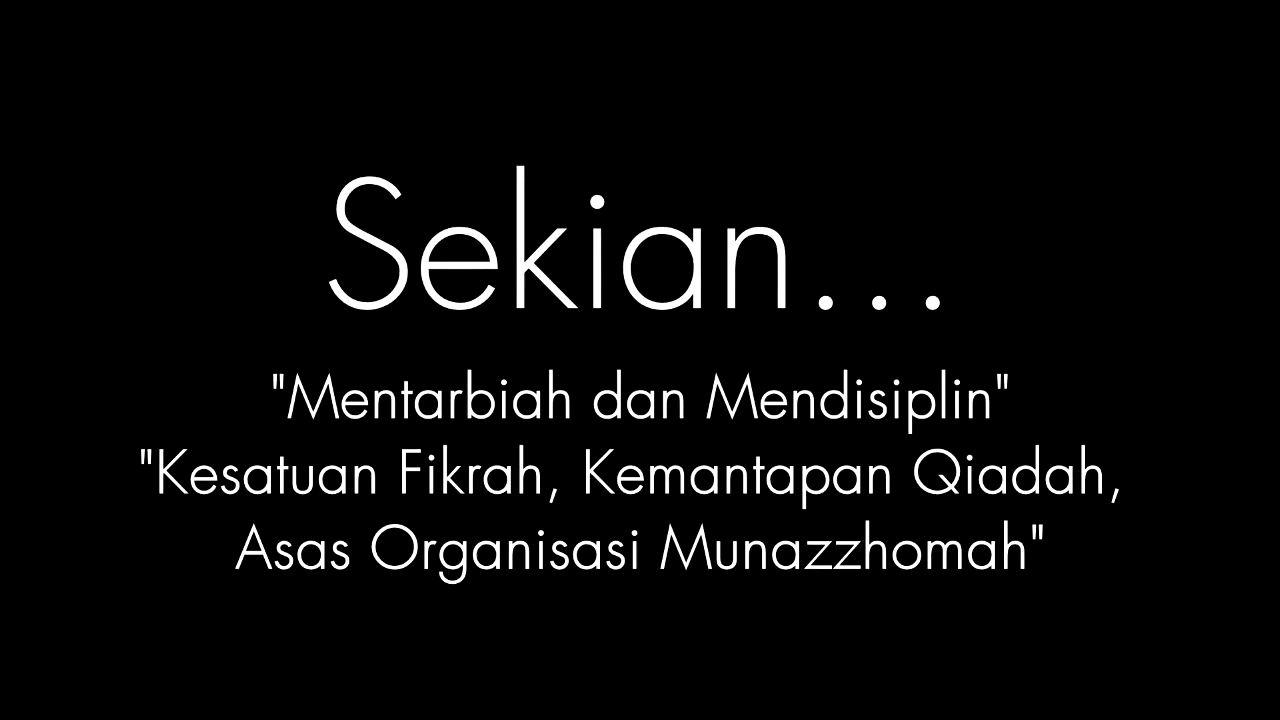 Sekian...
"Mentarbiah dan Mendisiplin"
"Kesatuan Fikrah, Kemantapan Qiadah,
Asas Organisasi Munazzhomah"